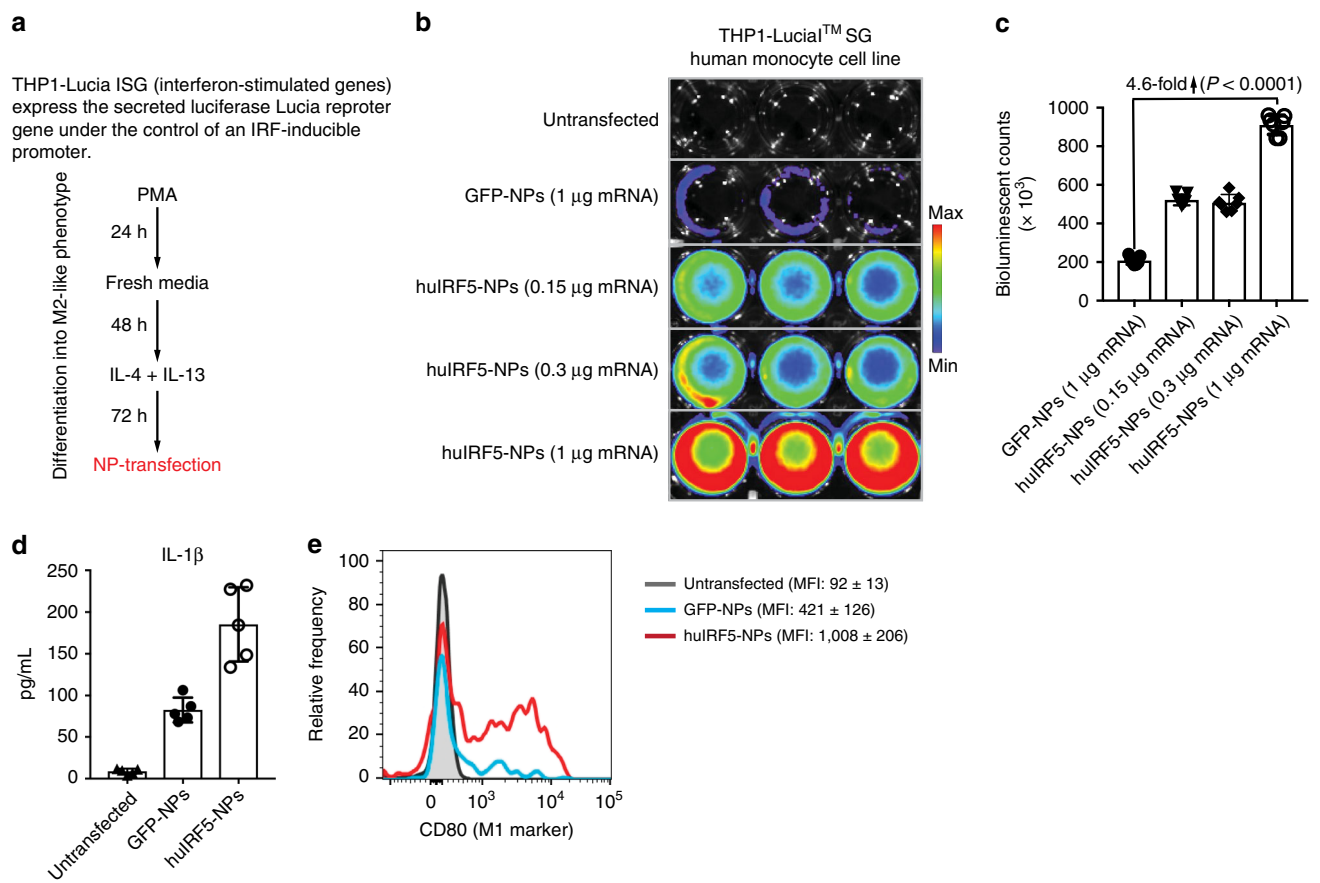 a
THP1-Lucia ISG (interferon-stimulated genes)
express the secreted luciferase Lucia reproter
gene under the control of an IRF-inducible
promoter.
Differentiation into M2-like phenotype
PMA
24 h
Fresh media
48 h
IL-4 + IL-13
72 h
NP-transfection
b
THP1-LuciaI™ SG
human monocyte cell line
Untransfected
GFP-NPs (1 μg mRNA)
huIRF5-NPs (0.15 μg mRNA)
huIRF5-NPs (0.3 μg mRNA)
huIRF5-NPs (1 μg mRNA)
Max
Min
c
4.6-fold⬆(P < 0.0001)
Bioluminescent counts
(× 10³)
1000
800
600
400
200
0
GFP-NPs (1 μg mRNA)
huIRF5-NPs (0.15 μg mRNA)
huIRF5-NPs (0.3 μg mRNA)
huIRF5-NPs (1 μg mRNA)
d
IL-1β
pg/mL
250
200
150
100
50
0
Untransfected
GFP-NPs
huIRF5-NPs
e
Relative frequency
100
80
60
40
20
0
0 10³ 10⁴ 10⁵
CD80 (M1 marker)
Untransfected (MFI: 92 ± 13)
GFP-NPs (MFI: 421 ± 126)
huIRF5-NPs (MFI: 1,008 ± 206)